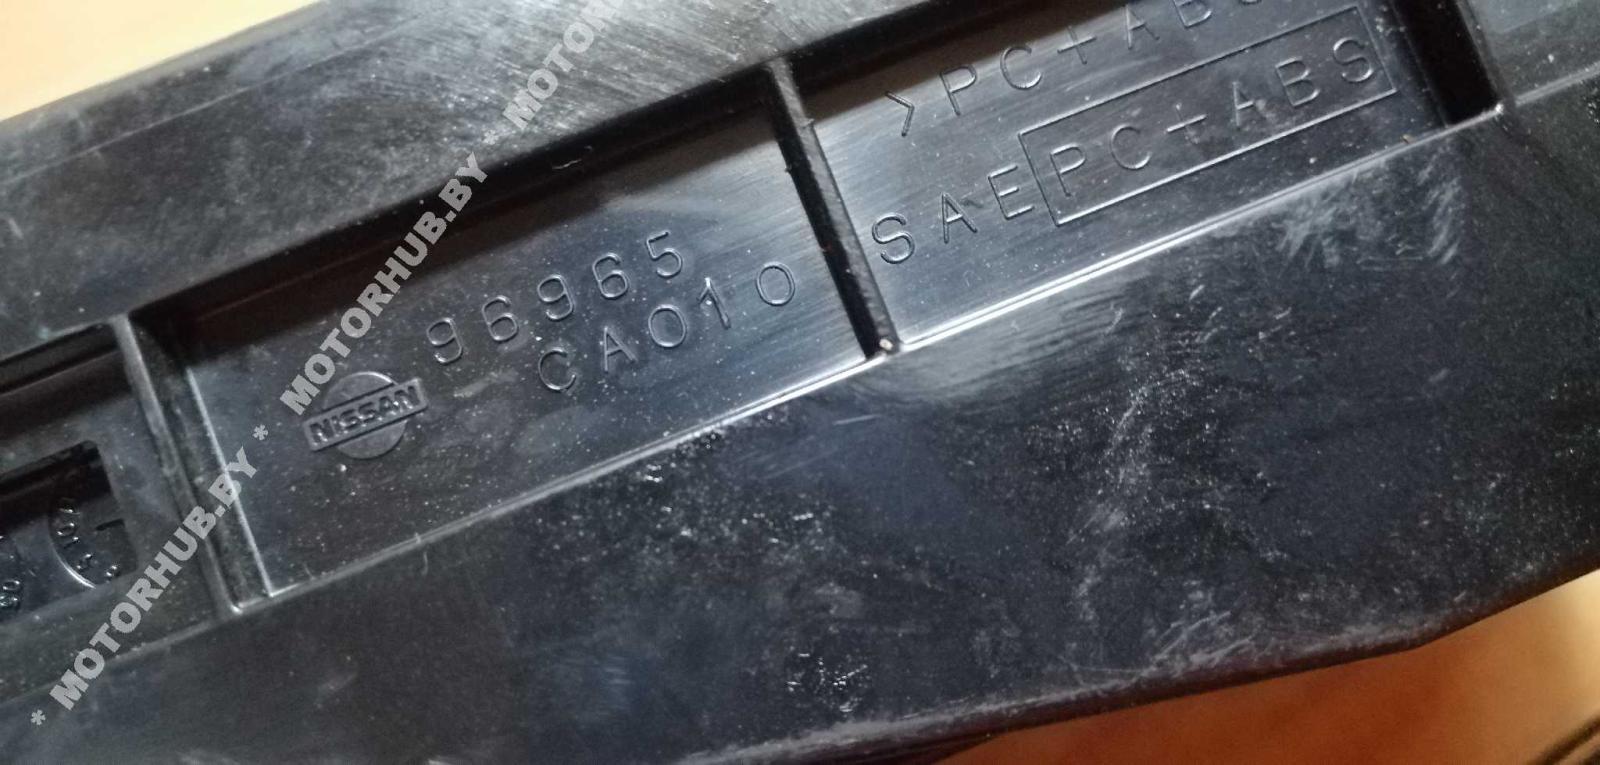 >PC+ABS
SAE PC+ABS
96965
CA010
NISSAN
* MOTORHUB.BY * MOTORHUB.BY * MOTORHUB.BY